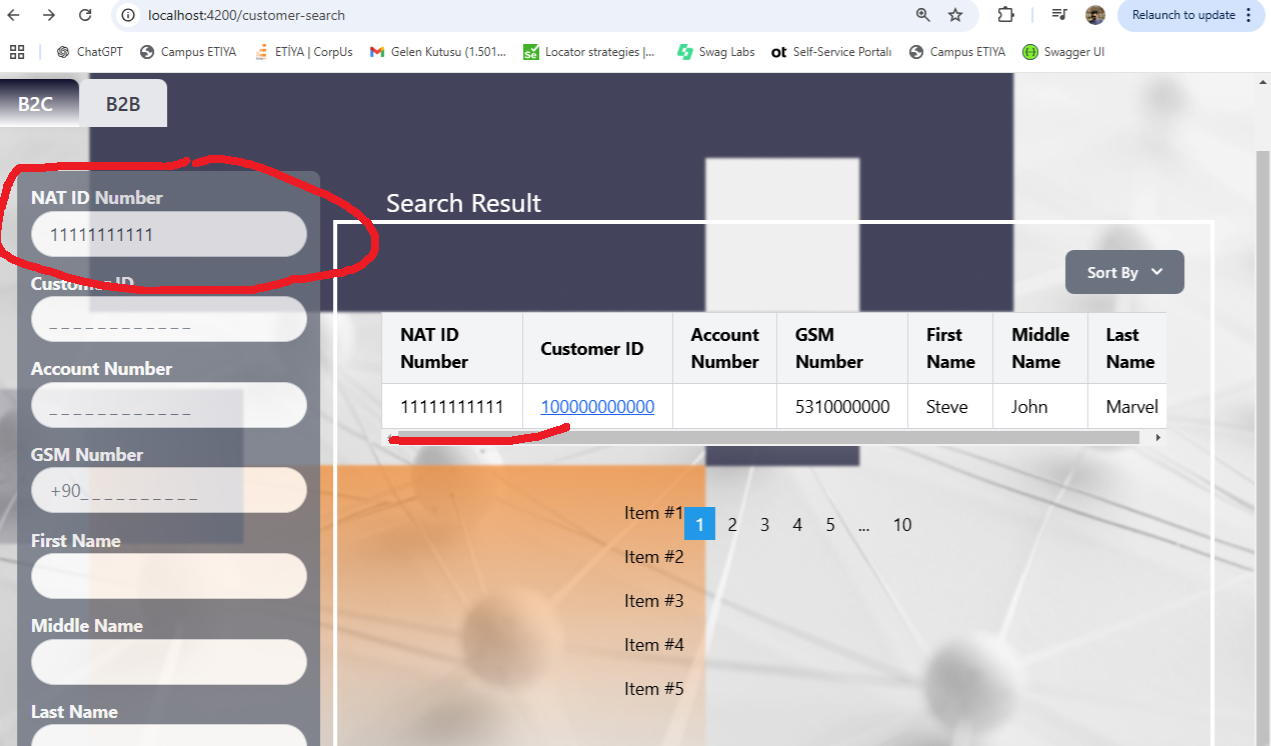 localhost:4200/customer-search
Relaunch to update
ChatGPT
Campus ETIYA
ETİYA | CorpUs
Gelen Kutusu (1.501...
Locator strategies |...
Swag Labs
Self-Service Portalı
Campus ETIYA
Swagger UI
B2C
B2B
NAT ID Number
11111111111
Customer ID
_ _ _ _ _ _ _ _ _ _ _ _
Account Number
_ _ _ _ _ _ _ _ _ _ _ _
GSM Number
+90_ _ _ _ _ _ _ _ _ _
First Name
Middle Name
Last Name
Search Result
Sort By
NAT ID Number Customer ID Account Number GSM Number First Name Middle Name Last Name
11111111111 100000000000 5310000000 Steve John Marvel
Item #1
Item #2
Item #3
Item #4
Item #5
1 2 3 4 5 ... 10